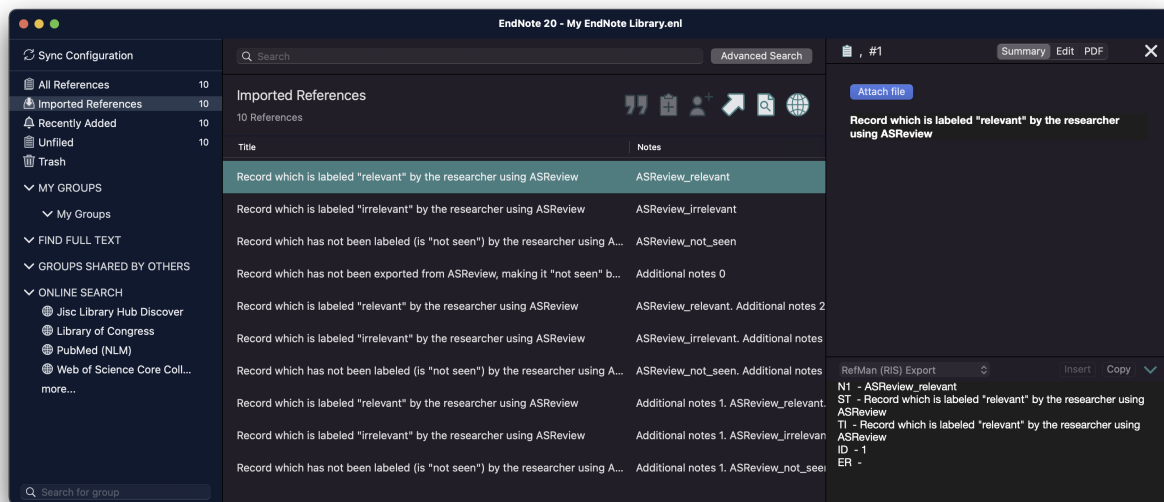 EndNote 20 - My EndNote Library.enl
Sync Configuration
All References 10
Imported References 10
Recently Added 10
Unfiled 10
Trash
MY GROUPS
My Groups
FIND FULL TEXT
GROUPS SHARED BY OTHERS
ONLINE SEARCH
Jisc Library Hub Discover
Library of Congress
PubMed (NLM)
Web of Science Core Coll...
more...
Search for group
Search
Advanced Search
Imported References
10 References
Title Notes
Record which is labeled "relevant" by the researcher using ASReview ASReview_relevant
Record which is labeled "irrelevant" by the researcher using ASReview ASReview_irrelevant
Record which has not been labeled (is "not seen") by the researcher using A... ASReview_not_seen
Record which has not been exported from ASReview, making it "not seen" b... Additional notes 0
Record which is labeled "relevant" by the researcher using ASReview ASReview_relevant. Additional notes 2
Record which is labeled "irrelevant" by the researcher using ASReview ASReview_irrelevant. Additional notes
Record which has not been labeled (is "not seen") by the researcher using A... ASReview_not_seen. Additional notes
Record which is labeled "relevant" by the researcher using ASReview Additional notes 1. ASReview_relevant.
Record which is labeled "irrelevant" by the researcher using ASReview Additional notes 1. ASReview_irrelevan
Record which has not been labeled (is "not seen") by the researcher using A... Additional notes 1. ASReview_not_see
, #1
Summary Edit PDF
Attach file
Record which is labeled "relevant" by the researcher
using ASReview
RefMan (RIS) Export Insert Copy
N1 - ASReview_relevant
ST - Record which is labeled "relevant" by the researcher using
ASReview
TI - Record which is labeled "relevant" by the researcher using
ASReview
ID - 1
ER -